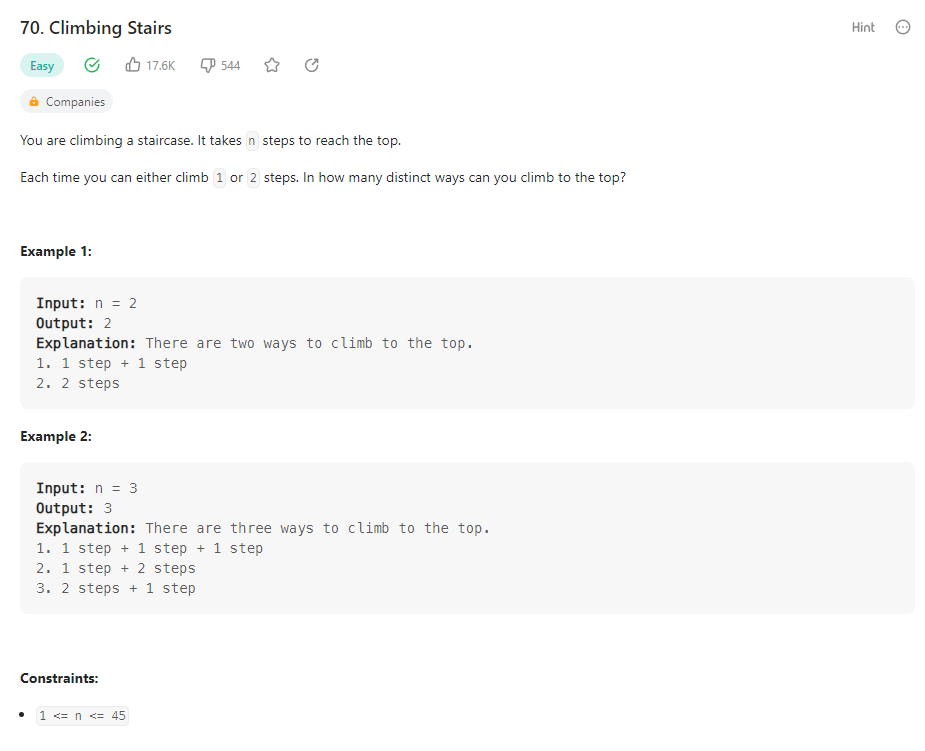 70. Climbing Stairs
Hint
Easy
17.6K
544
Companies
You are climbing a staircase. It takes n steps to reach the top.
Each time you can either climb 1 or 2 steps. In how many distinct ways can you climb to the top?
Example 1:
Input: n = 2
Output: 2
Explanation: There are two ways to climb to the top.
1. 1 step + 1 step
2. 2 steps
Example 2:
Input: n = 3
Output: 3
Explanation: There are three ways to climb to the top.
1. 1 step + 1 step + 1 step
2. 1 step + 2 steps
3. 2 steps + 1 step
Constraints:
• 1 <= n <= 45